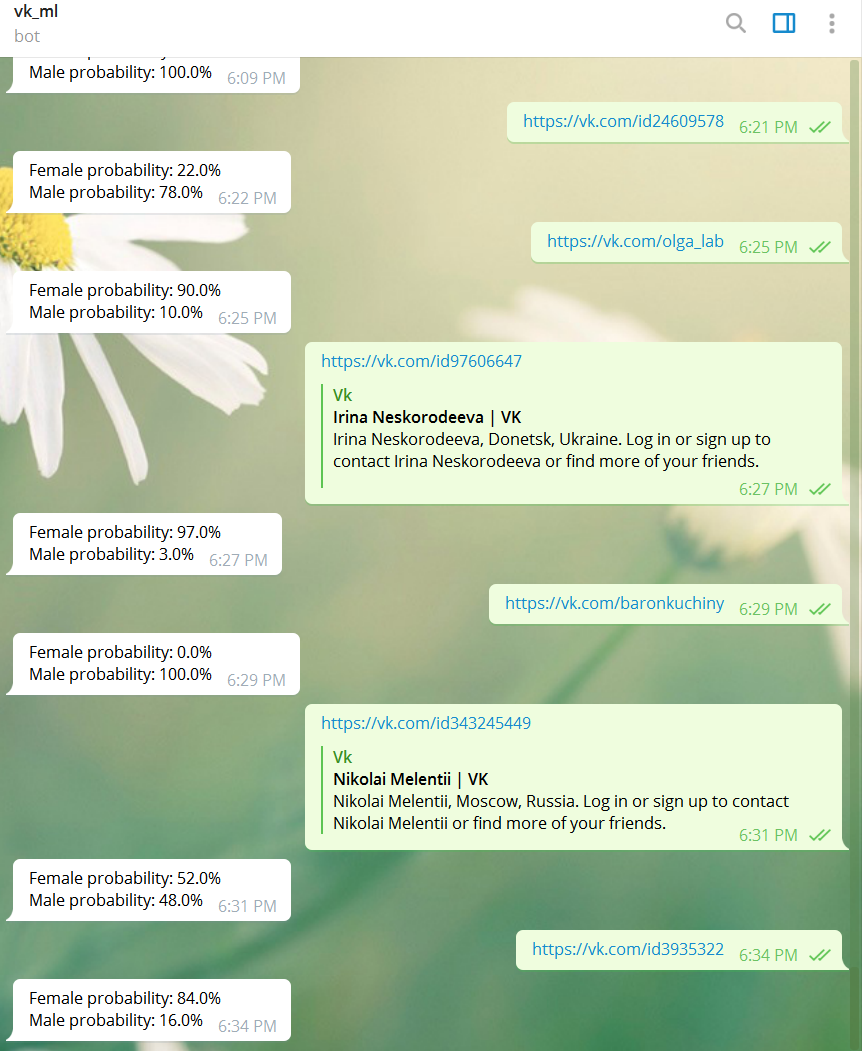 vk_ml
bot
Male probability: 100.0% 6:09 PM
https://vk.com/id24609578 6:21 PM
Female probability: 22.0%
Male probability: 78.0% 6:22 PM
https://vk.com/olga_lab 6:25 PM
Female probability: 90.0%
Male probability: 10.0% 6:25 PM
https://vk.com/id97606647
Vk
Irina Neskorodeeva | VK
Irina Neskorodeeva, Donetsk, Ukraine. Log in or sign up to
contact Irina Neskorodeeva or find more of your friends.
6:27 PM
Female probability: 97.0%
Male probability: 3.0% 6:27 PM
https://vk.com/baronkuchiny 6:29 PM
Female probability: 0.0%
Male probability: 100.0% 6:29 PM
https://vk.com/id343245449
Vk
Nikolai Melentii | VK
Nikolai Melentii, Moscow, Russia. Log in or sign up to contact
Nikolai Melentii or find more of your friends.
6:31 PM
Female probability: 52.0%
Male probability: 48.0% 6:31 PM
https://vk.com/id3935322 6:34 PM
Female probability: 84.0%
Male probability: 16.0% 6:34 PM